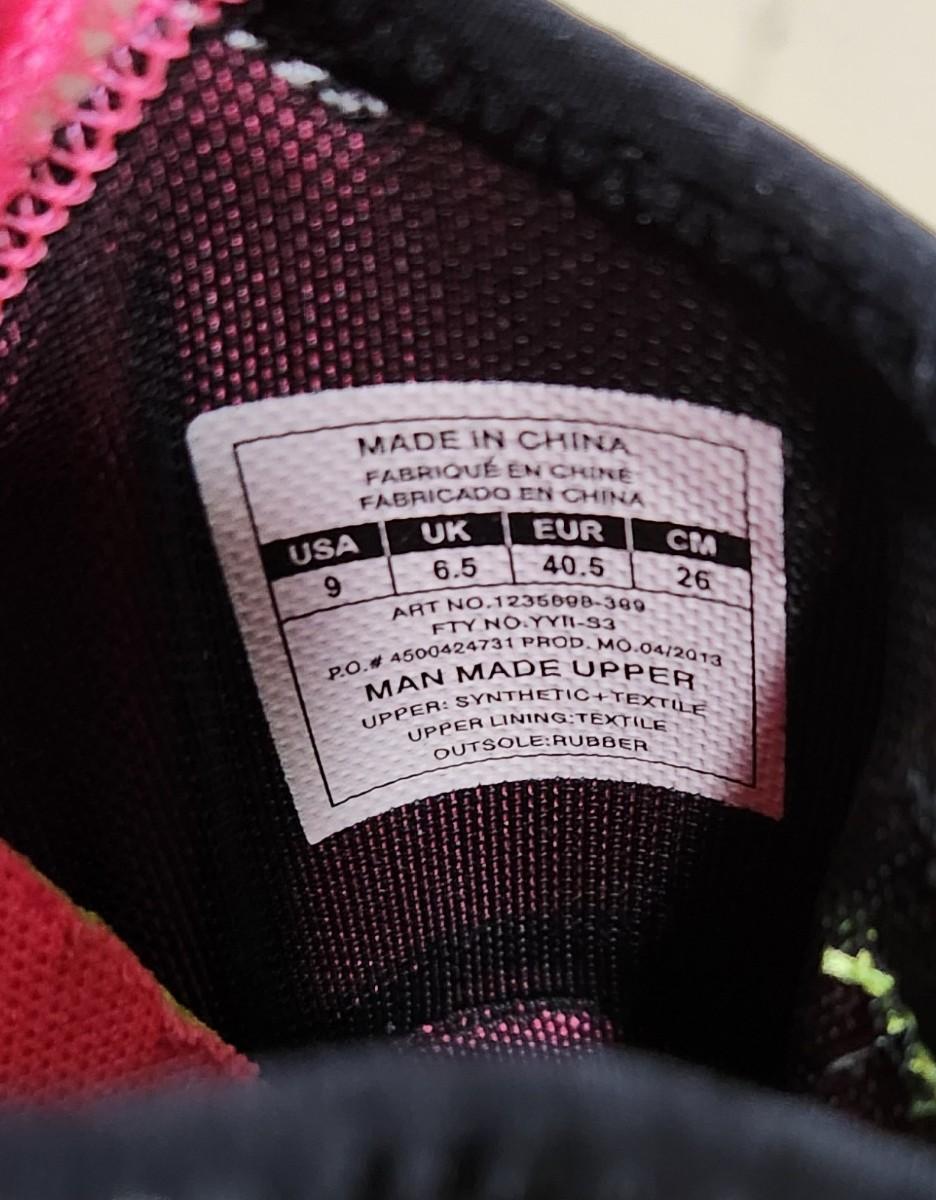 MADE IN CHINA
FABRIQUÉ EN CHINE
FABRICADO EN CHINA
USA UK EUR CM
9 6.5 40.5 26
ART NO.1235698-389
FTY NO.YYII-S3
P.O.# 4500424731 PROD. MO.04/2013
MAN MADE UPPER
UPPER: SYNTHETIC+TEXTILE
UPPER LINING:TEXTILE
OUTSOLE:RUBBER